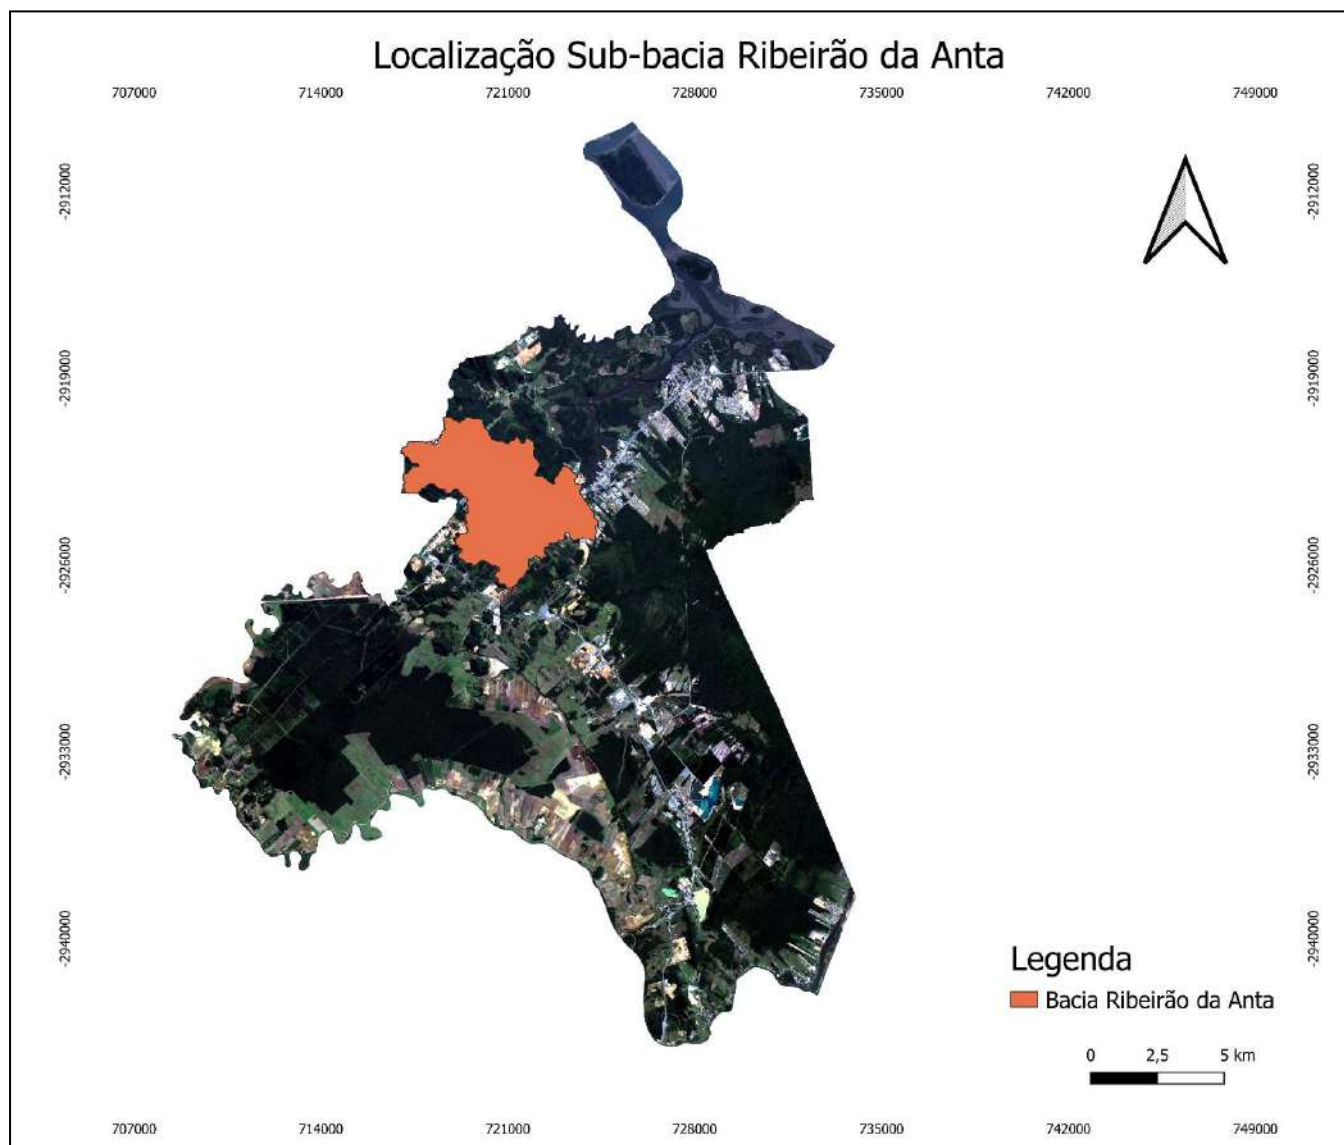 Localização Sub-bacia Ribeirão da Anta
707000 714000 721000 728000 735000 742000 749000
-2912000 -2912000
-2919000 -2919000
-2926000 -2926000
-2933000 -2933000
-2940000 -2940000
Legenda
Bacia Ribeirão da Anta
0 2,5 5 km
707000 714000 721000 728000 735000 742000 749000